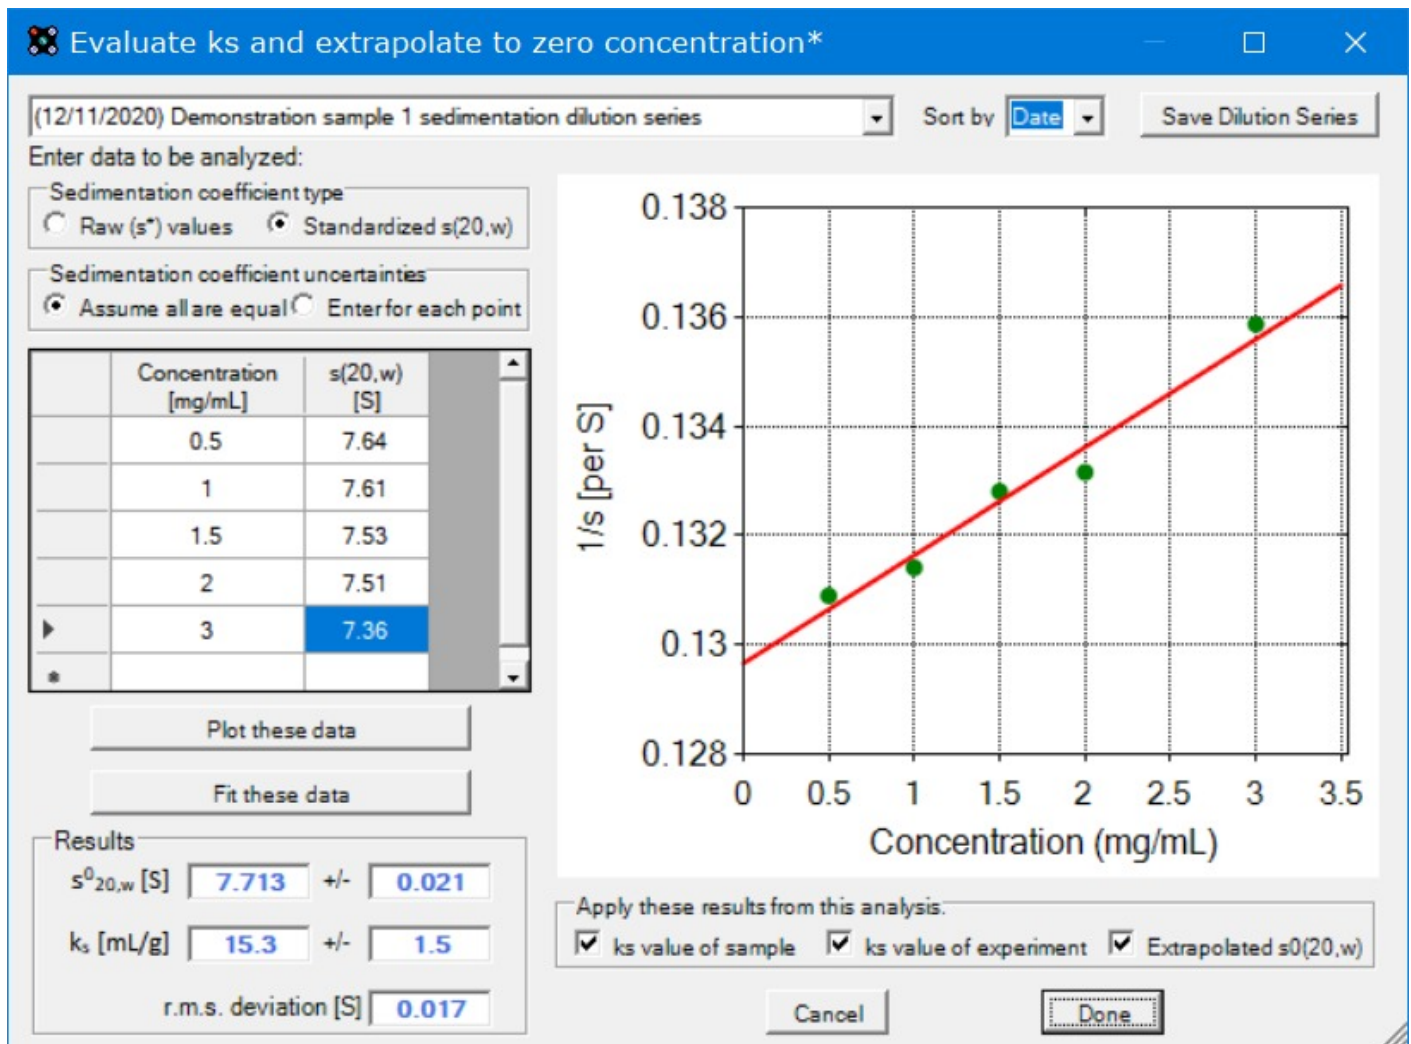 Evaluate ks and extrapolate to zero concentration*
(12/11/2020) Demonstration sample 1 sedimentation dilution series
Sort by Date
Save Dilution Series
Enter data to be analyzed:
Sedimentation coefficient type
Raw (s*) values Standardized s(20,w)
Sedimentation coefficient uncertainties
Assume all are equal Enter for each point
Concentration [mg/mL] s(20,w) [S]
0.5 7.64
1 7.61
1.5 7.53
2 7.51
3 7.36
Plot these data
Fit these data
Results
s⁰20,w [S] 7.713 +/- 0.021
ks [mL/g] 15.3 +/- 1.5
r.m.s. deviation [S] 0.017
1/s [per S]
0.138
0.136
0.134
0.132
0.13
0.128
0 0.5 1 1.5 2 2.5 3 3.5
Concentration (mg/mL)
Apply these results from this analysis.
ks value of sample ks value of experiment Extrapolated s0(20,w)
Cancel Done